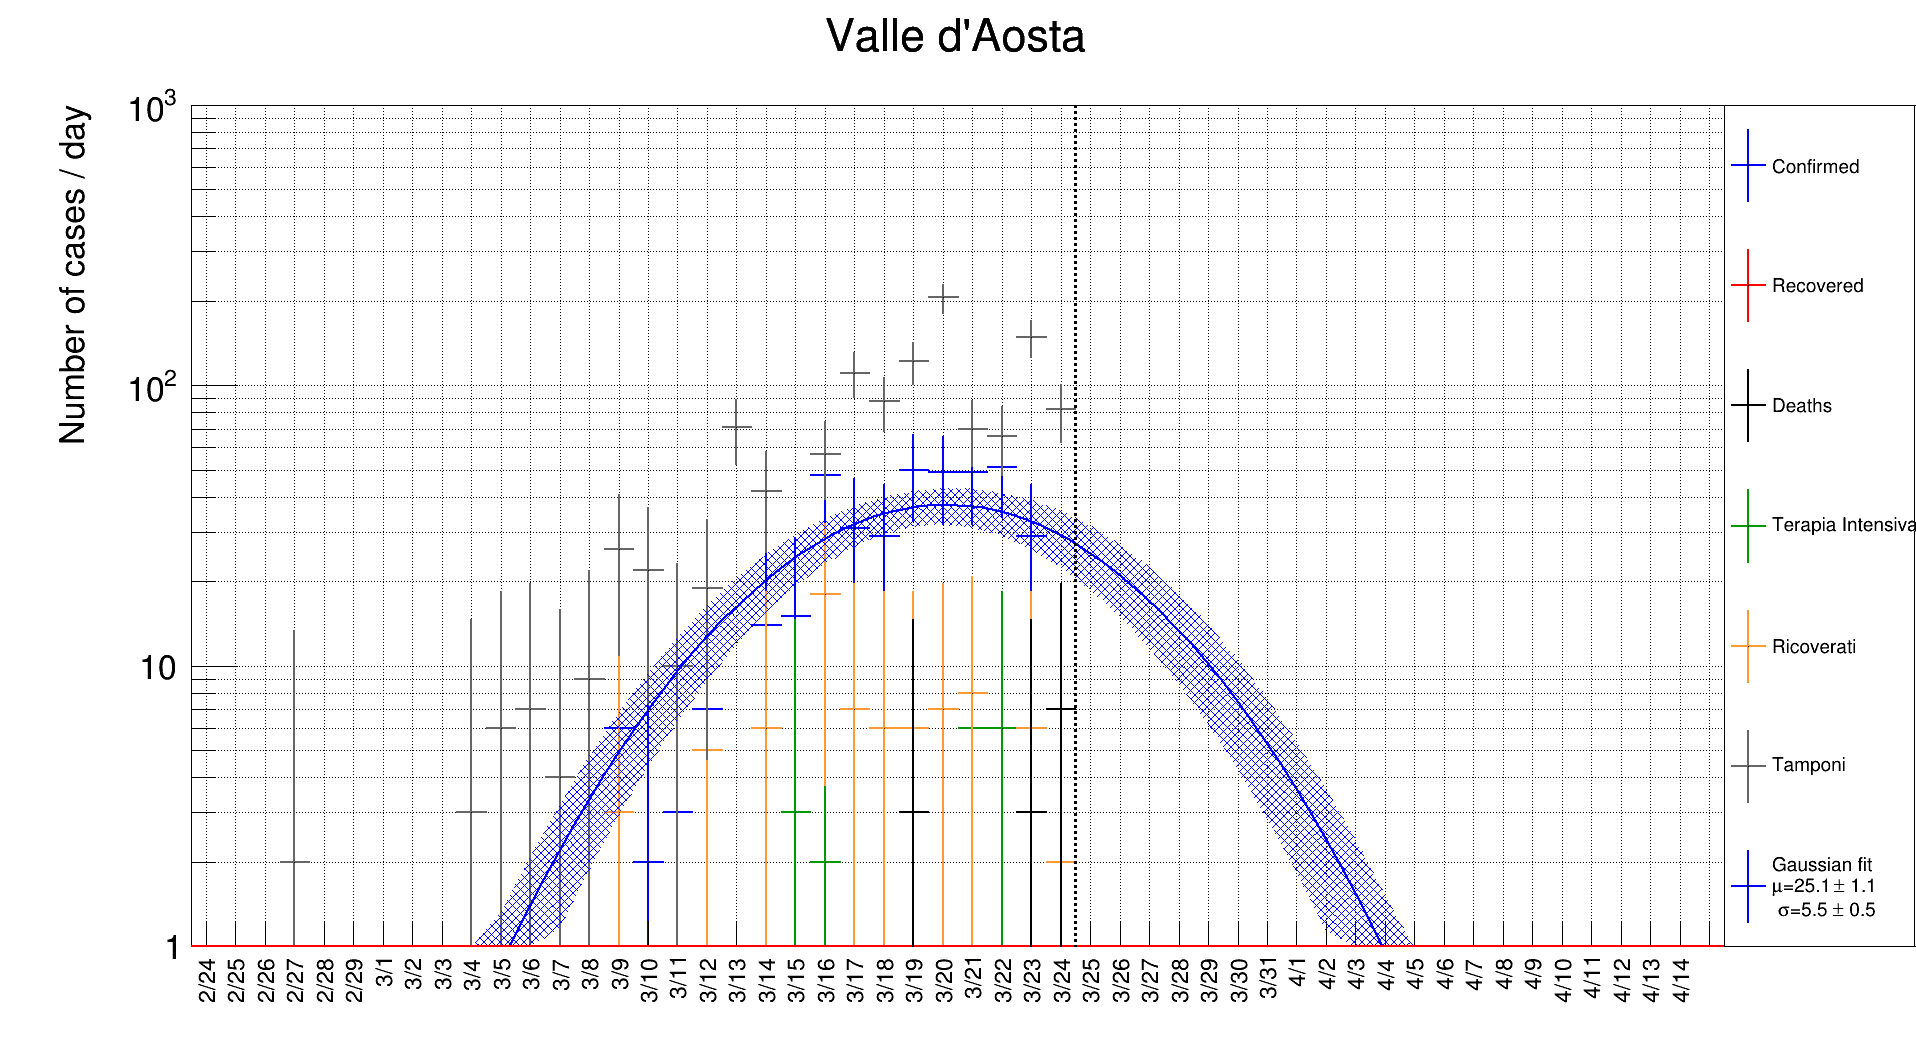 Valle d'Aosta
Number of cases / day
10³
10²
10
1
2/24 2/25 2/26 2/27 2/28 2/29 3/1 3/2 3/3 3/4 3/5 3/6 3/7 3/8 3/9 3/10 3/11 3/12 3/13 3/14 3/15 3/16 3/17 3/18 3/19 3/20 3/21 3/22 3/23 3/24 3/25 3/26 3/27 3/28 3/29 3/30 3/31 4/1 4/2 4/3 4/4 4/5 4/6 4/7 4/8 4/9 4/10 4/11 4/12 4/13 4/14
Confirmed
Recovered
Deaths
Terapia Intensiva
Ricoverati
Tamponi
Gaussian fit
μ=25.1 ± 1.1
σ=5.5 ± 0.5